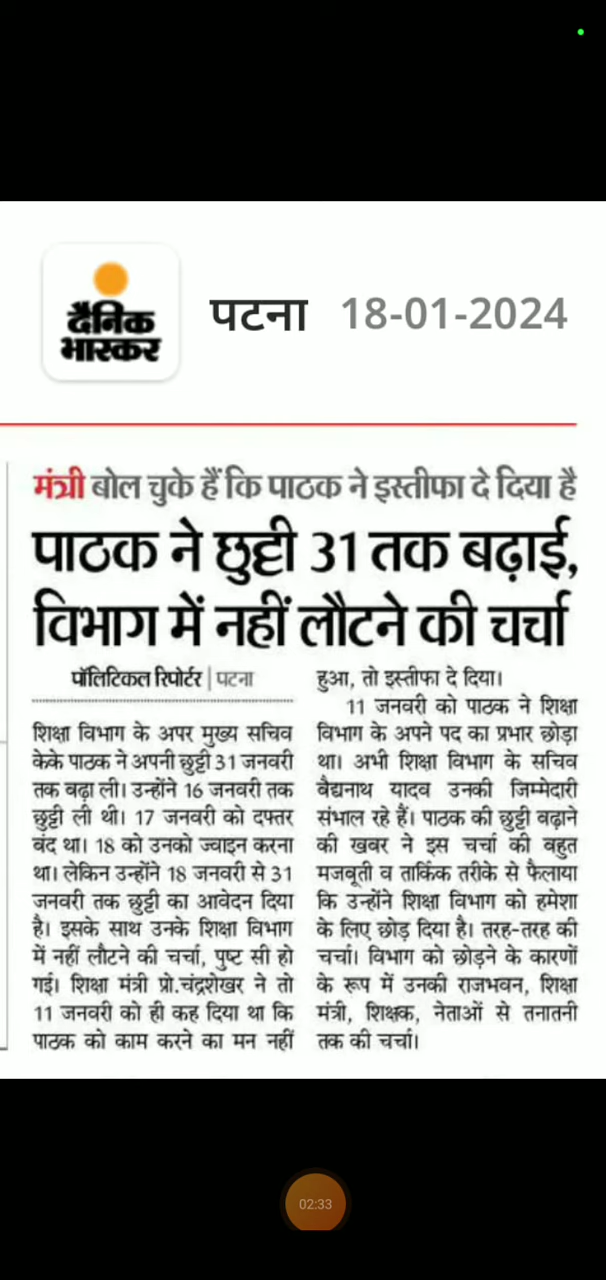 दैनिक
भास्कर
पटना 18-01-2024
मंत्री बोल चुके हैं कि पाठक ने इस्तीफा दे दिया है
पाठक ने छुट्टी 31 तक बढ़ाई,
विभाग में नहीं लौटने की चर्चा
पॉलिटिकल रिपोर्टर | पटना
शिक्षा विभाग के अपर मुख्य सचिव
केके पाठक ने अपनी छुट्टी 31 जनवरी
तक बढ़ा ली। उन्होंने 16 जनवरी तक
छुट्टी ली थी। 17 जनवरी को दफ्तर
बंद था। 18 को उनको ज्वाइन करना
था। लेकिन उन्होंने 18 जनवरी से 31
जनवरी तक छुट्टी का आवेदन दिया
है। इसके साथ उनके शिक्षा विभाग
में नहीं लौटने की चर्चा, पुष्ट सी हो
गई। शिक्षा मंत्री प्रो.चंद्रशेखर ने तो
11 जनवरी को ही कह दिया था कि
पाठक को काम करने का मन नहीं
हुआ, तो इस्तीफा दे दिया।
11 जनवरी को पाठक ने शिक्षा
विभाग के अपने पद का प्रभार छोड़ा
था। अभी शिक्षा विभाग के सचिव
बैद्यनाथ यादव उनकी जिम्मेदारी
संभाल रहे हैं। पाठक की छुट्टी बढ़ाने
की खबर ने इस चर्चा की बहुत
मजबूती व तार्किक तरीके से फैलाया
कि उन्होंने शिक्षा विभाग को हमेशा
के लिए छोड़ दिया है। तरह-तरह की
चर्चा। विभाग को छोड़ने के कारणों
के रूप में उनकी राजभवन, शिक्षा
मंत्री, शिक्षक, नेताओं से तनातनी
तक की चर्चा।
02:33